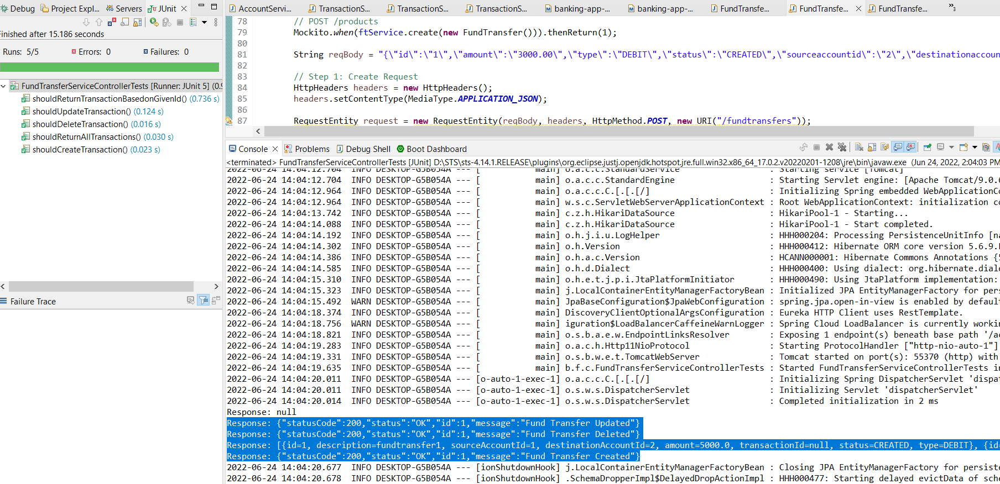 Debug
Project Expl...
Servers
JUnit
Finished after 15.186 seconds
Runs: 5/5
Errors: 0
Failures: 0
FundTransferServiceControllerTests [Runner: JUnit 5] (0.9
shouldReturnTransactionBasedonGivenId() (0.736 s)
shouldUpdateTransaction() (0.124 s)
shouldDeleteTransaction() (0.016 s)
shouldReturnAllTransactions() (0.030 s)
shouldCreateTransaction() (0.023 s)
Failure Trace
AccountServi...
TransactionS...
TransactionS...
TransactionS...
banking-app-...
banking-app-...
FundTransfe...
FundTransfe...
FundTransfe...
»3
78 // POST /products
79 Mockito.when(ftService.create(new FundTransfer())).thenReturn(1);
80
81 String reqBody = "{\"id\":\"1\",\"amount\":\"3000.00\",\"type\":\"DEBIT\",\"status\":\"CREATED\",\"sourceaccountid\":\"2\",\"destinationaccoun
82
83 // Step 1: Create Request
84 HttpHeaders headers = new HttpHeaders();
85 headers.setContentType(MediaType.APPLICATION_JSON);
86
87 RequestEntity request = new RequestEntity(reqBody, headers, HttpMethod.POST, new URI("/fundtransfers"));
Console
Problems
Debug Shell
Boot Dashboard
<terminated> FundTransferServiceControllerTests [JUnit] D:\STS\sts-4.14.1.RELEASE\plugins\org.eclipse.justj.openjdk.hotspot.jre.full.win32.x86_64_17.0.2.v20220201-1208\jre\bin\javaw.exe (Jun 24, 2022, 2:04:03 PM
2022-06-24 14:04:12.704 INFO DESKTOP-G5B054A --- [ main] o.a.c.c.StandardService : Starting service [Tomcat]
2022-06-24 14:04:12.704 INFO DESKTOP-G5B054A --- [ main] o.a.c.c.StandardEngine : Starting Servlet engine: [Apache Tomcat/9.0.6
2022-06-24 14:04:12.964 INFO DESKTOP-G5B054A --- [ main] o.a.c.c.C.[.[.[/] : Initializing Spring embedded WebApplicationCo
2022-06-24 14:04:12.964 INFO DESKTOP-G5B054A --- [ main] w.s.c.ServletWebServerApplicationContext : Root WebApplicationContext: initialization co
2022-06-24 14:04:13.742 INFO DESKTOP-G5B054A --- [ main] c.z.h.HikariDataSource : HikariPool-1 - Starting...
2022-06-24 14:04:14.088 INFO DESKTOP-G5B054A --- [ main] c.z.h.HikariDataSource : HikariPool-1 - Start completed.
2022-06-24 14:04:14.192 INFO DESKTOP-G5B054A --- [ main] o.h.j.i.u.LogHelper : HHH000204: Processing PersistenceUnitInfo [na
2022-06-24 14:04:14.302 INFO DESKTOP-G5B054A --- [ main] o.h.Version : HHH000412: Hibernate ORM core version 5.6.9.F
2022-06-24 14:04:14.386 INFO DESKTOP-G5B054A --- [ main] o.h.a.c.Version : HCANN000001: Hibernate Commons Annotations {5
2022-06-24 14:04:14.585 INFO DESKTOP-G5B054A --- [ main] o.h.d.Dialect : HHH000400: Using dialect: org.hibernate.diale
2022-06-24 14:04:15.310 INFO DESKTOP-G5B054A --- [ main] o.h.e.t.j.p.i.JtaPlatformInitiator : HHH000490: Using JtaPlatform implementation:
2022-06-24 14:04:15.323 INFO DESKTOP-G5B054A --- [ main] j.LocalContainerEntityManagerFactoryBean : Initialized JPA EntityManagerFactory for pers
2022-06-24 14:04:15.492 WARN DESKTOP-G5B054A --- [ main] JpaBaseConfiguration$JpaWebConfiguration : spring.jpa.open-in-view is enabled by default
2022-06-24 14:04:18.374 INFO DESKTOP-G5B054A --- [ main] DiscoveryClientOptionalArgsConfiguration : Eureka HTTP Client uses RestTemplate.
2022-06-24 14:04:18.756 WARN DESKTOP-G5B054A --- [ main] iguration$LoadBalancerCaffeineWarnLogger : Spring Cloud LoadBalancer is currently workin
2022-06-24 14:04:18.821 INFO DESKTOP-G5B054A --- [ main] o.s.b.a.e.w.EndpointLinksResolver : Exposing 1 endpoint(s) beneath base path '/ac
2022-06-24 14:04:19.283 INFO DESKTOP-G5B054A --- [ main] o.a.c.h.Http11NioProtocol : Starting ProtocolHandler ["http-nio-auto-1"]
2022-06-24 14:04:19.331 INFO DESKTOP-G5B054A --- [ main] o.s.b.w.e.t.TomcatWebServer : Tomcat started on port(s): 55370 (http) with
2022-06-24 14:04:19.635 INFO DESKTOP-G5B054A --- [ main] b.f.c.FundTransferServiceControllerTests : Started FundTransferServiceControllerTests in
2022-06-24 14:04:20.011 INFO DESKTOP-G5B054A --- [o-auto-1-exec-1] o.a.c.c.C.[.[.[/] : Initializing Spring DispatcherServlet 'dispat
2022-06-24 14:04:20.011 INFO DESKTOP-G5B054A --- [o-auto-1-exec-1] o.s.w.s.DispatcherServlet : Initializing Servlet 'dispatcherServlet'
2022-06-24 14:04:20.014 INFO DESKTOP-G5B054A --- [o-auto-1-exec-1] o.s.w.s.DispatcherServlet : Completed initialization in 2 ms
Response: null
Response: {"statusCode":200,"status":"OK","id":1,"message":"Fund Transfer Updated"}
Response: {"statusCode":200,"status":"OK","id":1,"message":"Fund Transfer Deleted"}
Response: [{id=1, description=fundtransfer1, sourceAccountId=1, destinationAccountId=2, amount=5000.0, transactionId=null, status=CREATED, type=DEBIT}, {id=
Response: {"statusCode":200,"status":"OK","id":1,"message":"Fund Transfer Created"}
2022-06-24 14:04:20.677 INFO DESKTOP-G5B054A --- [ionShutdownHook] j.LocalContainerEntityManagerFactoryBean : Closing JPA EntityManagerFactory for persiste
2022-06-24 14:04:20.678 INFO DESKTOP-G5B054A --- [ionShutdownHook] .SchemaDropperImpl$DelayedDropActionImpl : HHH000477: Starting delayed evictData of sche